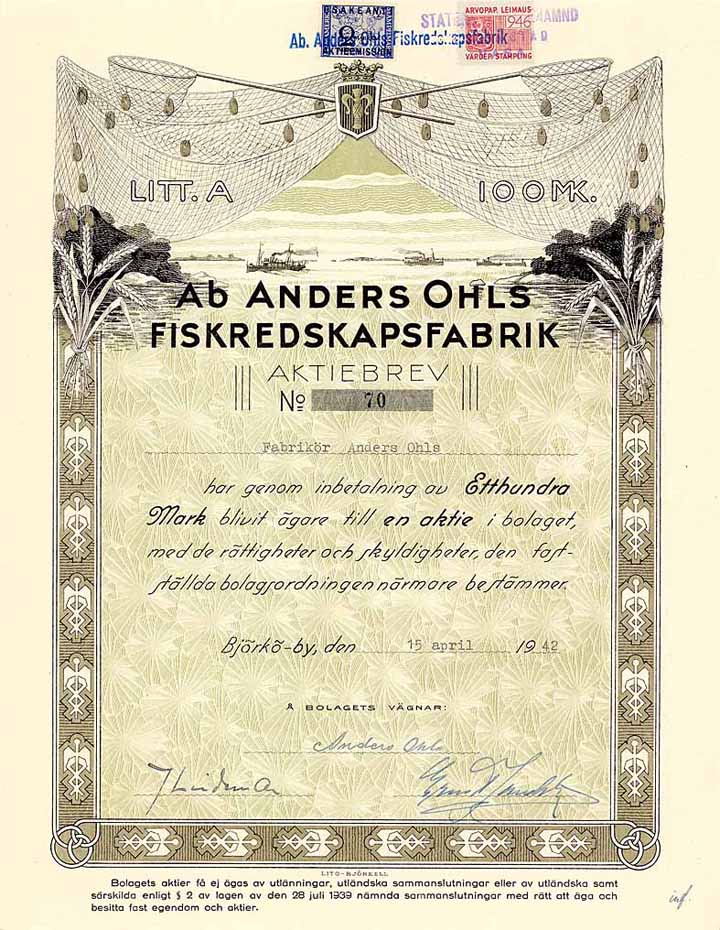 OSAKEANT.
2
AKTIEEMISSION
ARVOPAP. LEIMAUS
1946
VÄRDEP. STÄMPLING
Ab. Anders Ohls Fiskredskapsfabrik
LITT. A 100 MK.
Ab ANDERS OHLS
FISKREDSKAPSFABRIK
AKTIEBREV
No 70
Fabrikör Anders Ohls
har genom inbetalning av Etthundra
Mark blivit ägare till en aktie i bolaget,
med de rättigheter och skyldigheter, den fast-
ställda bolagsordningen närmare bestämmer.
Björkö-by, den 15 april 1942
Å BOLAGETS VÄGNAR:
Anders Ohls
LITO-BJÖRKELL
Bolagets aktier få ej ägas av utlänningar, utländska sammanslutningar eller av utländska samt
särskilda enligt § 2 av lagen av den 28 juli 1939 nämnda sammanslutningar med rätt att äga och
besitta fast egendom och aktier.